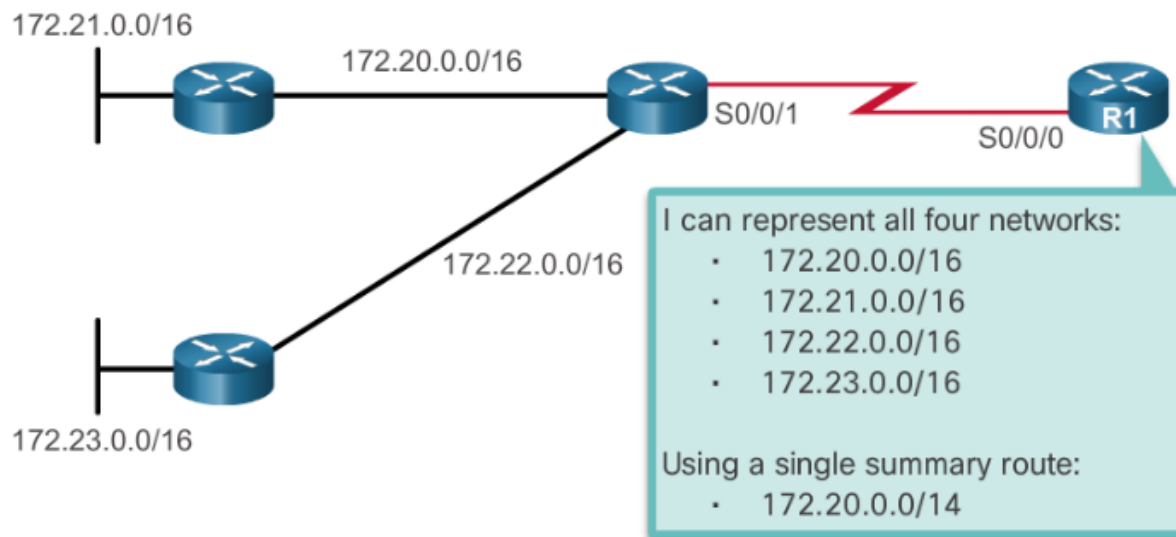 172.21.0.0/16
172.20.0.0/16
S0/0/1
S0/0/0
R1
172.22.0.0/16
172.23.0.0/16
I can represent all four networks:
· 172.20.0.0/16
· 172.21.0.0/16
· 172.22.0.0/16
· 172.23.0.0/16
Using a single summary route:
· 172.20.0.0/14